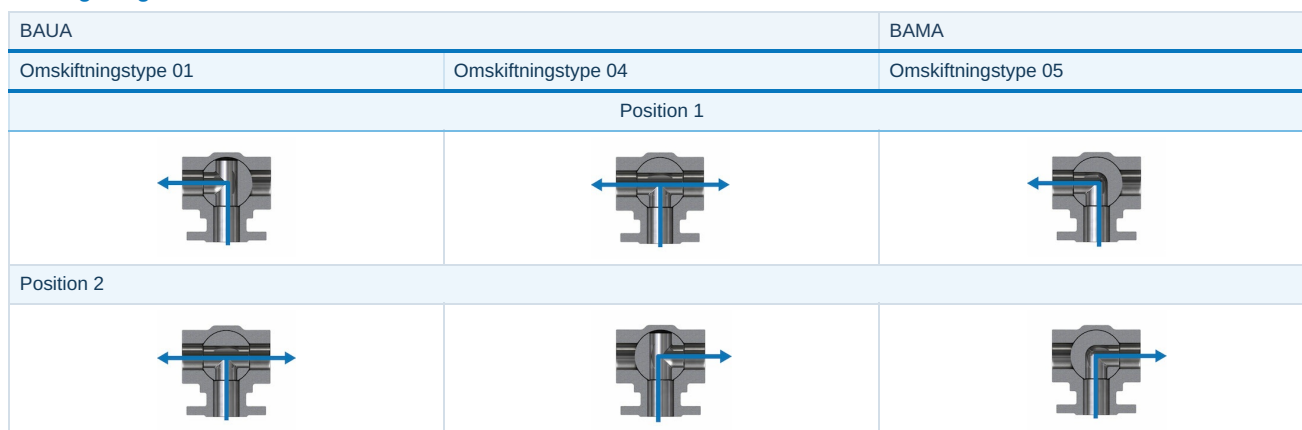 BAUA
BAMA
Omskiftningstype 01
Omskiftningstype 04
Omskiftningstype 05
Position 1
Position 2